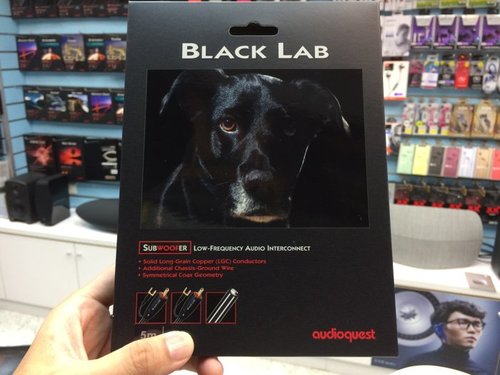 BLACK LAB
SUBWOOFER LOW-FREQUENCY AUDIO INTERCONNECT
• Solid Long-Grain Copper (LGC) Conductors
• Additional Chassis-Ground Wire
• Symmetrical Coax Geometry
5m
audioquest